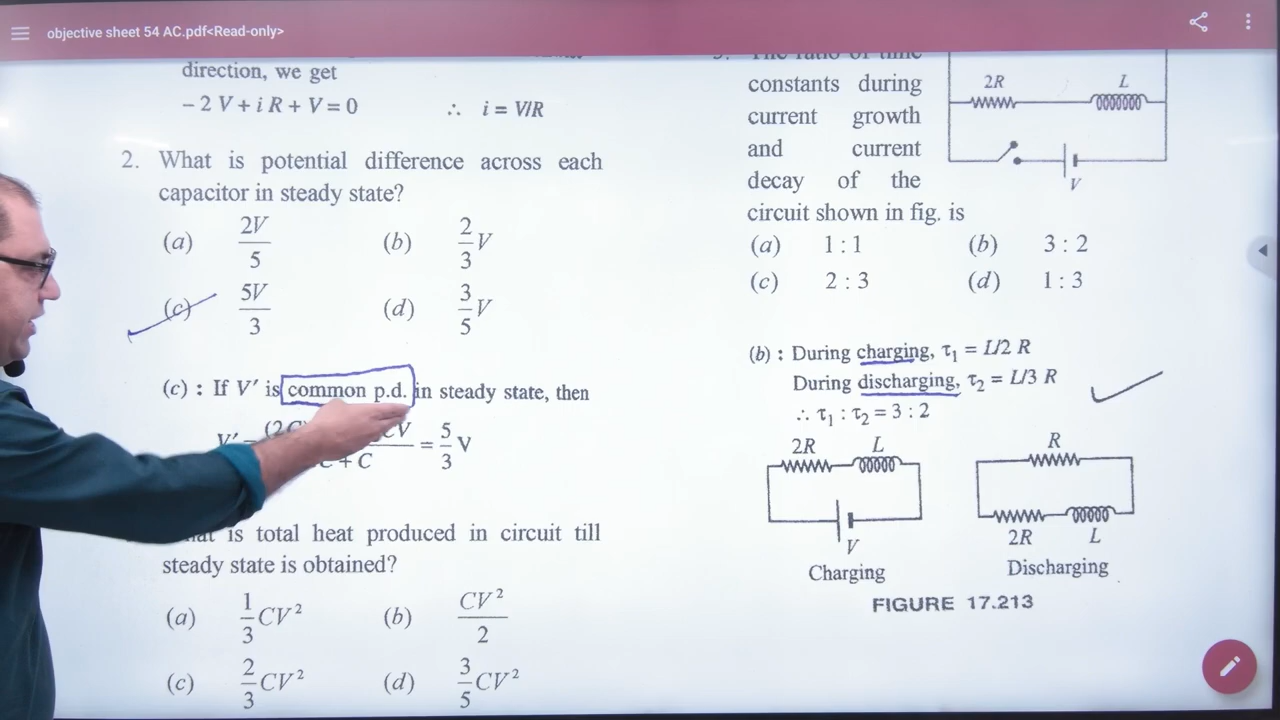 objective sheet 54 AC.pdf<Read-only>
direction, we get
− 2 V + i R + V = 0 ∴ i = V/R
2. What is potential difference across each
capacitor in steady state?
(a) 2V/5 (b) 2/3 V
(c) 5V/3 (d) 3/5 V
(c) : If V′ is common p.d. in steady state, then
+ C = 5/3 V
is total heat produced in circuit till
steady state is obtained?
(a) 1/3 CV² (b) CV²/2
(c) 2/3 CV² (d) 3/5 CV²
The ratio of time
constants during
current growth
and current
decay of the
circuit shown in fig. is
2R L
V
(a) 1 : 1 (b) 3 : 2
(c) 2 : 3 (d) 1 : 3
(b) : During charging, τ₁ = L/2 R
During discharging, τ₂ = L/3 R
∴ τ₁ : τ₂ = 3 : 2
2R L
V
Charging
R
2R L
Discharging
FIGURE 17.213